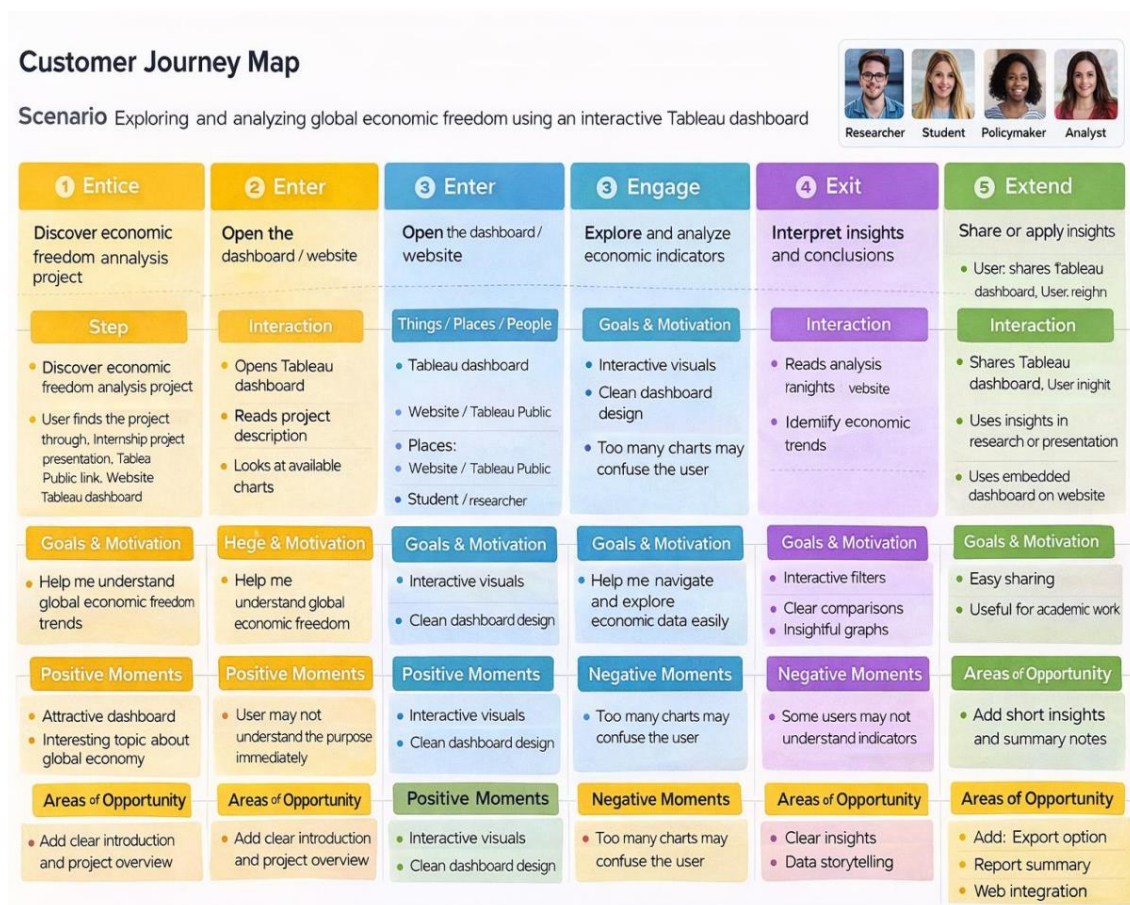 Customer Journey Map
Scenario Exploring and analyzing global economic freedom using an interactive Tableau dashboard
Researcher
Student
Policymaker
Analyst
1 Entice
Discover economic
freedom annalysis
project
Step
• Discover economic
freedom analysis project
• User finds the project
through, Internship project
presentation, Tablea
Public link. Website
Tableau dashboard
Goals & Motivation
• Help me understand
global economic freedom
trends
Positive Moments
• Attractive dashboard
• Interesting topic about
global economy
Areas of Opportunity
• Add clear introduction
and project overview
2 Enter
Open the
dashboard / website
Interaction
• Opens Tableau
dashboard
• Reads project
description
• Looks at available
charts
Hege & Motivation
• Help me
understand global
economic freedom
Positive Moments
• User may not
understand the purpose
immediately
Areas of Opportunity
• Add clear introduction
and project overview
3 Enter
Open the dashboard /
website
Things / Places / People
• Tableau dashboard
• Website / Tableau Public
• Places:
• Website / Tableau Public
• Student / researcher
Goals & Motivation
• Interactive visuals
• Clean dashboard design
Positive Moments
• Interactive visuals
• Clean dashboard design
Positive Moments
• Interactive visuals
• Clean dashboard design
3 Engage
Explore and analyze
economic indicators
Goals & Motivation
• Interactive visuals
• Clean dashboard
design
• Too many charts may
confuse the user
Goals & Motivation
• Help me navigate
and explore
economic data easily
Negative Moments
• Too many charts may
confuse the user
Negative Moments
• Too many charts may
confuse the user
4 Exit
Interpret insights
and conclusions
Interaction
• Reads analysis
ranights website
• Idemiify economic
trends
Goals & Motivation
• Interactive filters
• Clear comparisons
• Insightful graphs
Negative Moments
• Some users may not
understand indicators
Areas of Opportunity
• Clear insights
• Data storytelling
5 Extend
Share or apply insights
• User: shares Tableau
dashboard, User. reighn
Interaction
• Shares Tableau
dashboard, User inighit
• Uses insights in
research or presentation
• Uses embedded
dashboard on website
Goals & Motivation
• Easy sharing
• Useful for academic work
Areas of Opportunity
• Add short insights
and summary notes
Areas of Opportunity
• Add: Export option
• Report summary
• Web integration